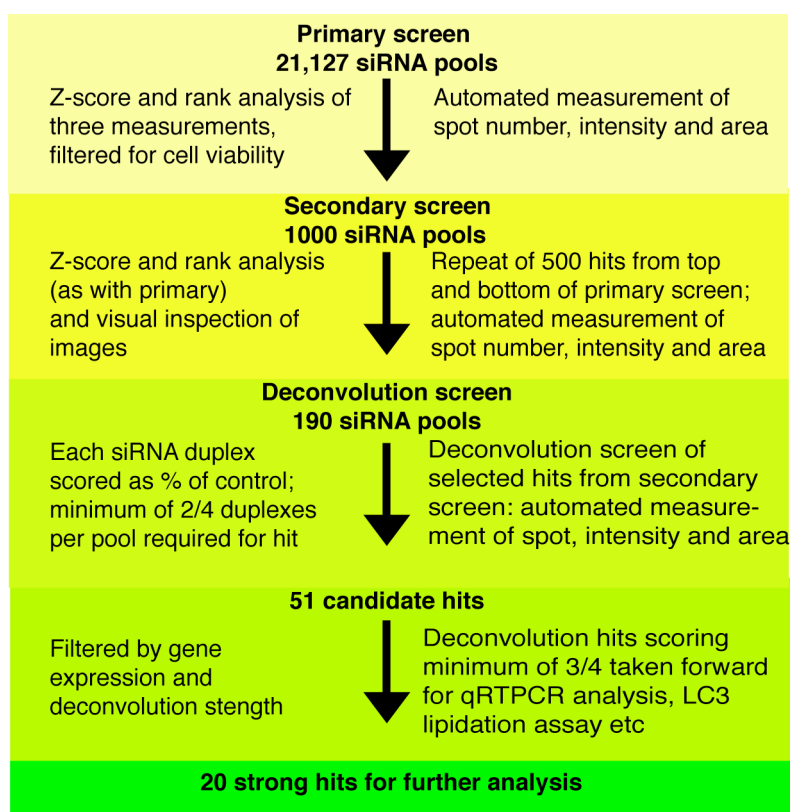 Primary screen
21,127 siRNA pools
Z-score and rank analysis of
three measurements,
filtered for cell viability
Automated measurement of
spot number, intensity and area
Secondary screen
1000 siRNA pools
Z-score and rank analysis
(as with primary)
and visual inspection of
images
Repeat of 500 hits from top
and bottom of primary screen;
automated measurement of
spot number, intensity and area
Deconvolution screen
190 siRNA pools
Each siRNA duplex
scored as % of control;
minimum of 2/4 duplexes
per pool required for hit
Deconvolution screen of
selected hits from secondary
screen: automated measure-
ment of spot, intensity and area
51 candidate hits
Filtered by gene
expression and
deconvolution stength
Deconvolution hits scoring
minimum of 3/4 taken forward
for qRTPCR analysis, LC3
lipidation assay etc
20 strong hits for further analysis